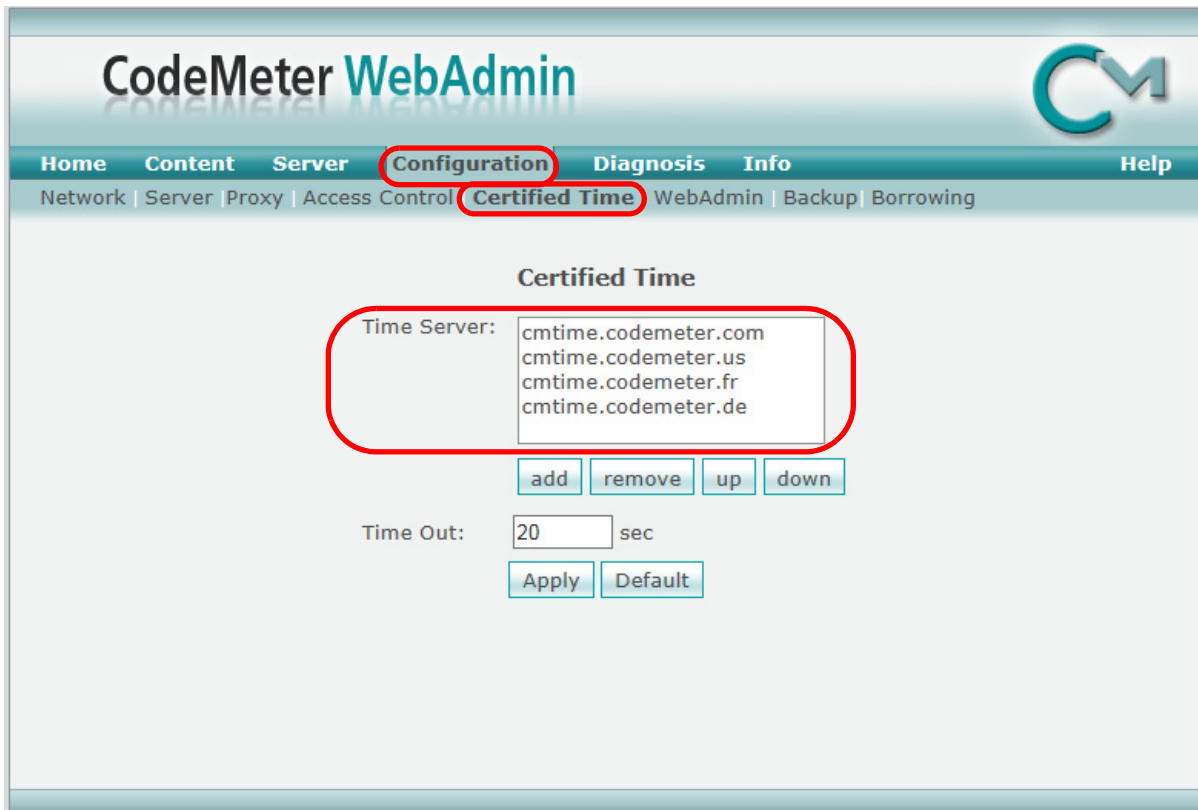 CodeMeter WebAdmin
CM
Home Content Server Configuration Diagnosis Info Help
Network | Server |Proxy | Access Control | Certified Time | WebAdmin | Backup| Borrowing
Certified Time
Time Server:
cmtime.codemeter.com
cmtime.codemeter.us
cmtime.codemeter.fr
cmtime.codemeter.de
add remove up down
Time Out: 20 sec
Apply Default